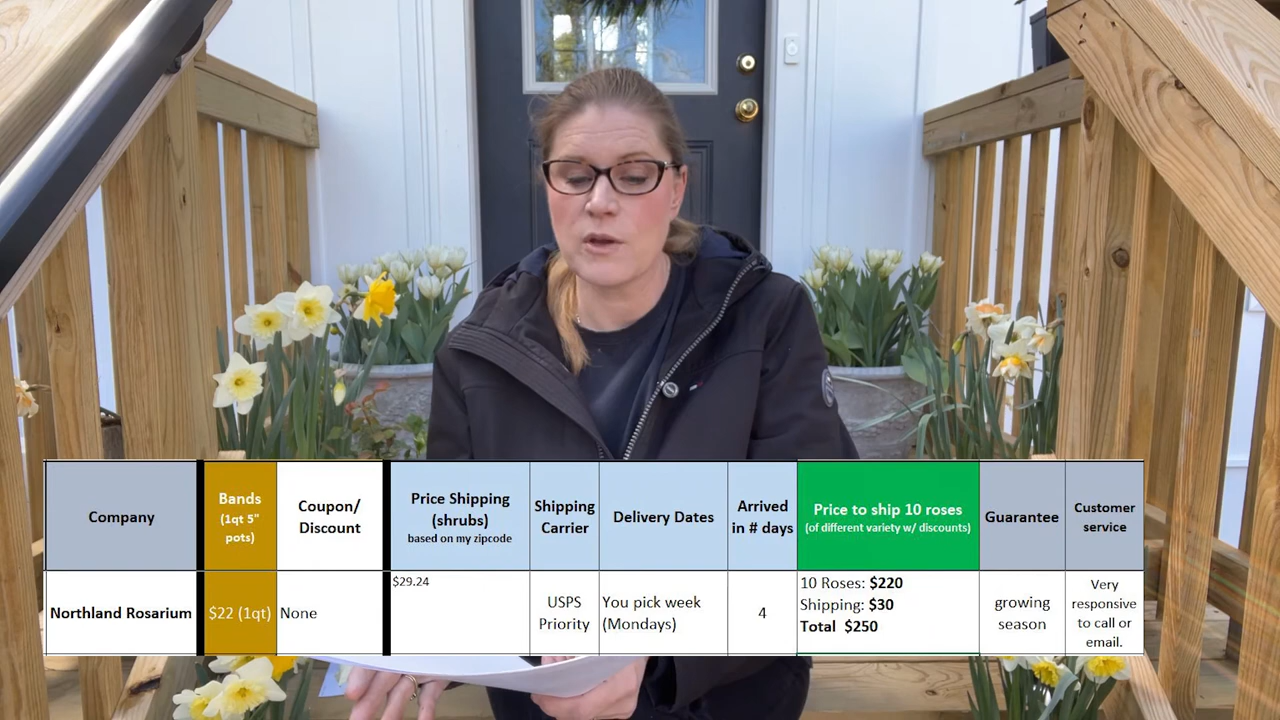 Company
Bands
(1qt 5"
pots)
Coupon/
Discount
Price Shipping
(shrubs)
based on my zipcode
Shipping
Carrier
Delivery Dates
Arrived
in # days
Price to ship 10 roses
(of different variety w/ discounts)
Guarantee
Customer
service
Northland Rosarium
$22 (1qt)
None
$29.24
USPS
Priority
You pick week
(Mondays)
4
10 Roses: $220
Shipping: $30
Total $250
growing
season
Very
responsive
to call or
email.